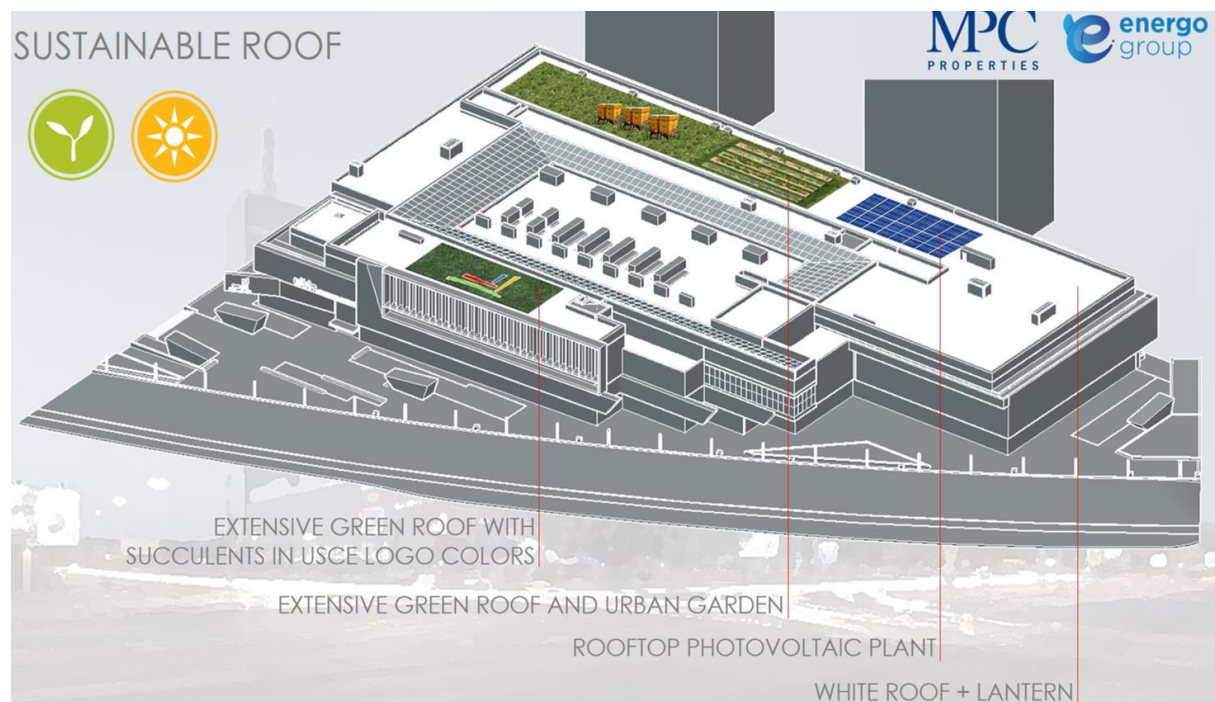 SUSTAINABLE ROOF
MPC
PROPERTIES
energo
group
EXTENSIVE GREEN ROOF WITH
SUCCULENTS IN USCE LOGO COLORS
EXTENSIVE GREEN ROOF AND URBAN GARDEN
ROOFTOP PHOTOVOLTAIC PLANT
WHITE ROOF + LANTERN